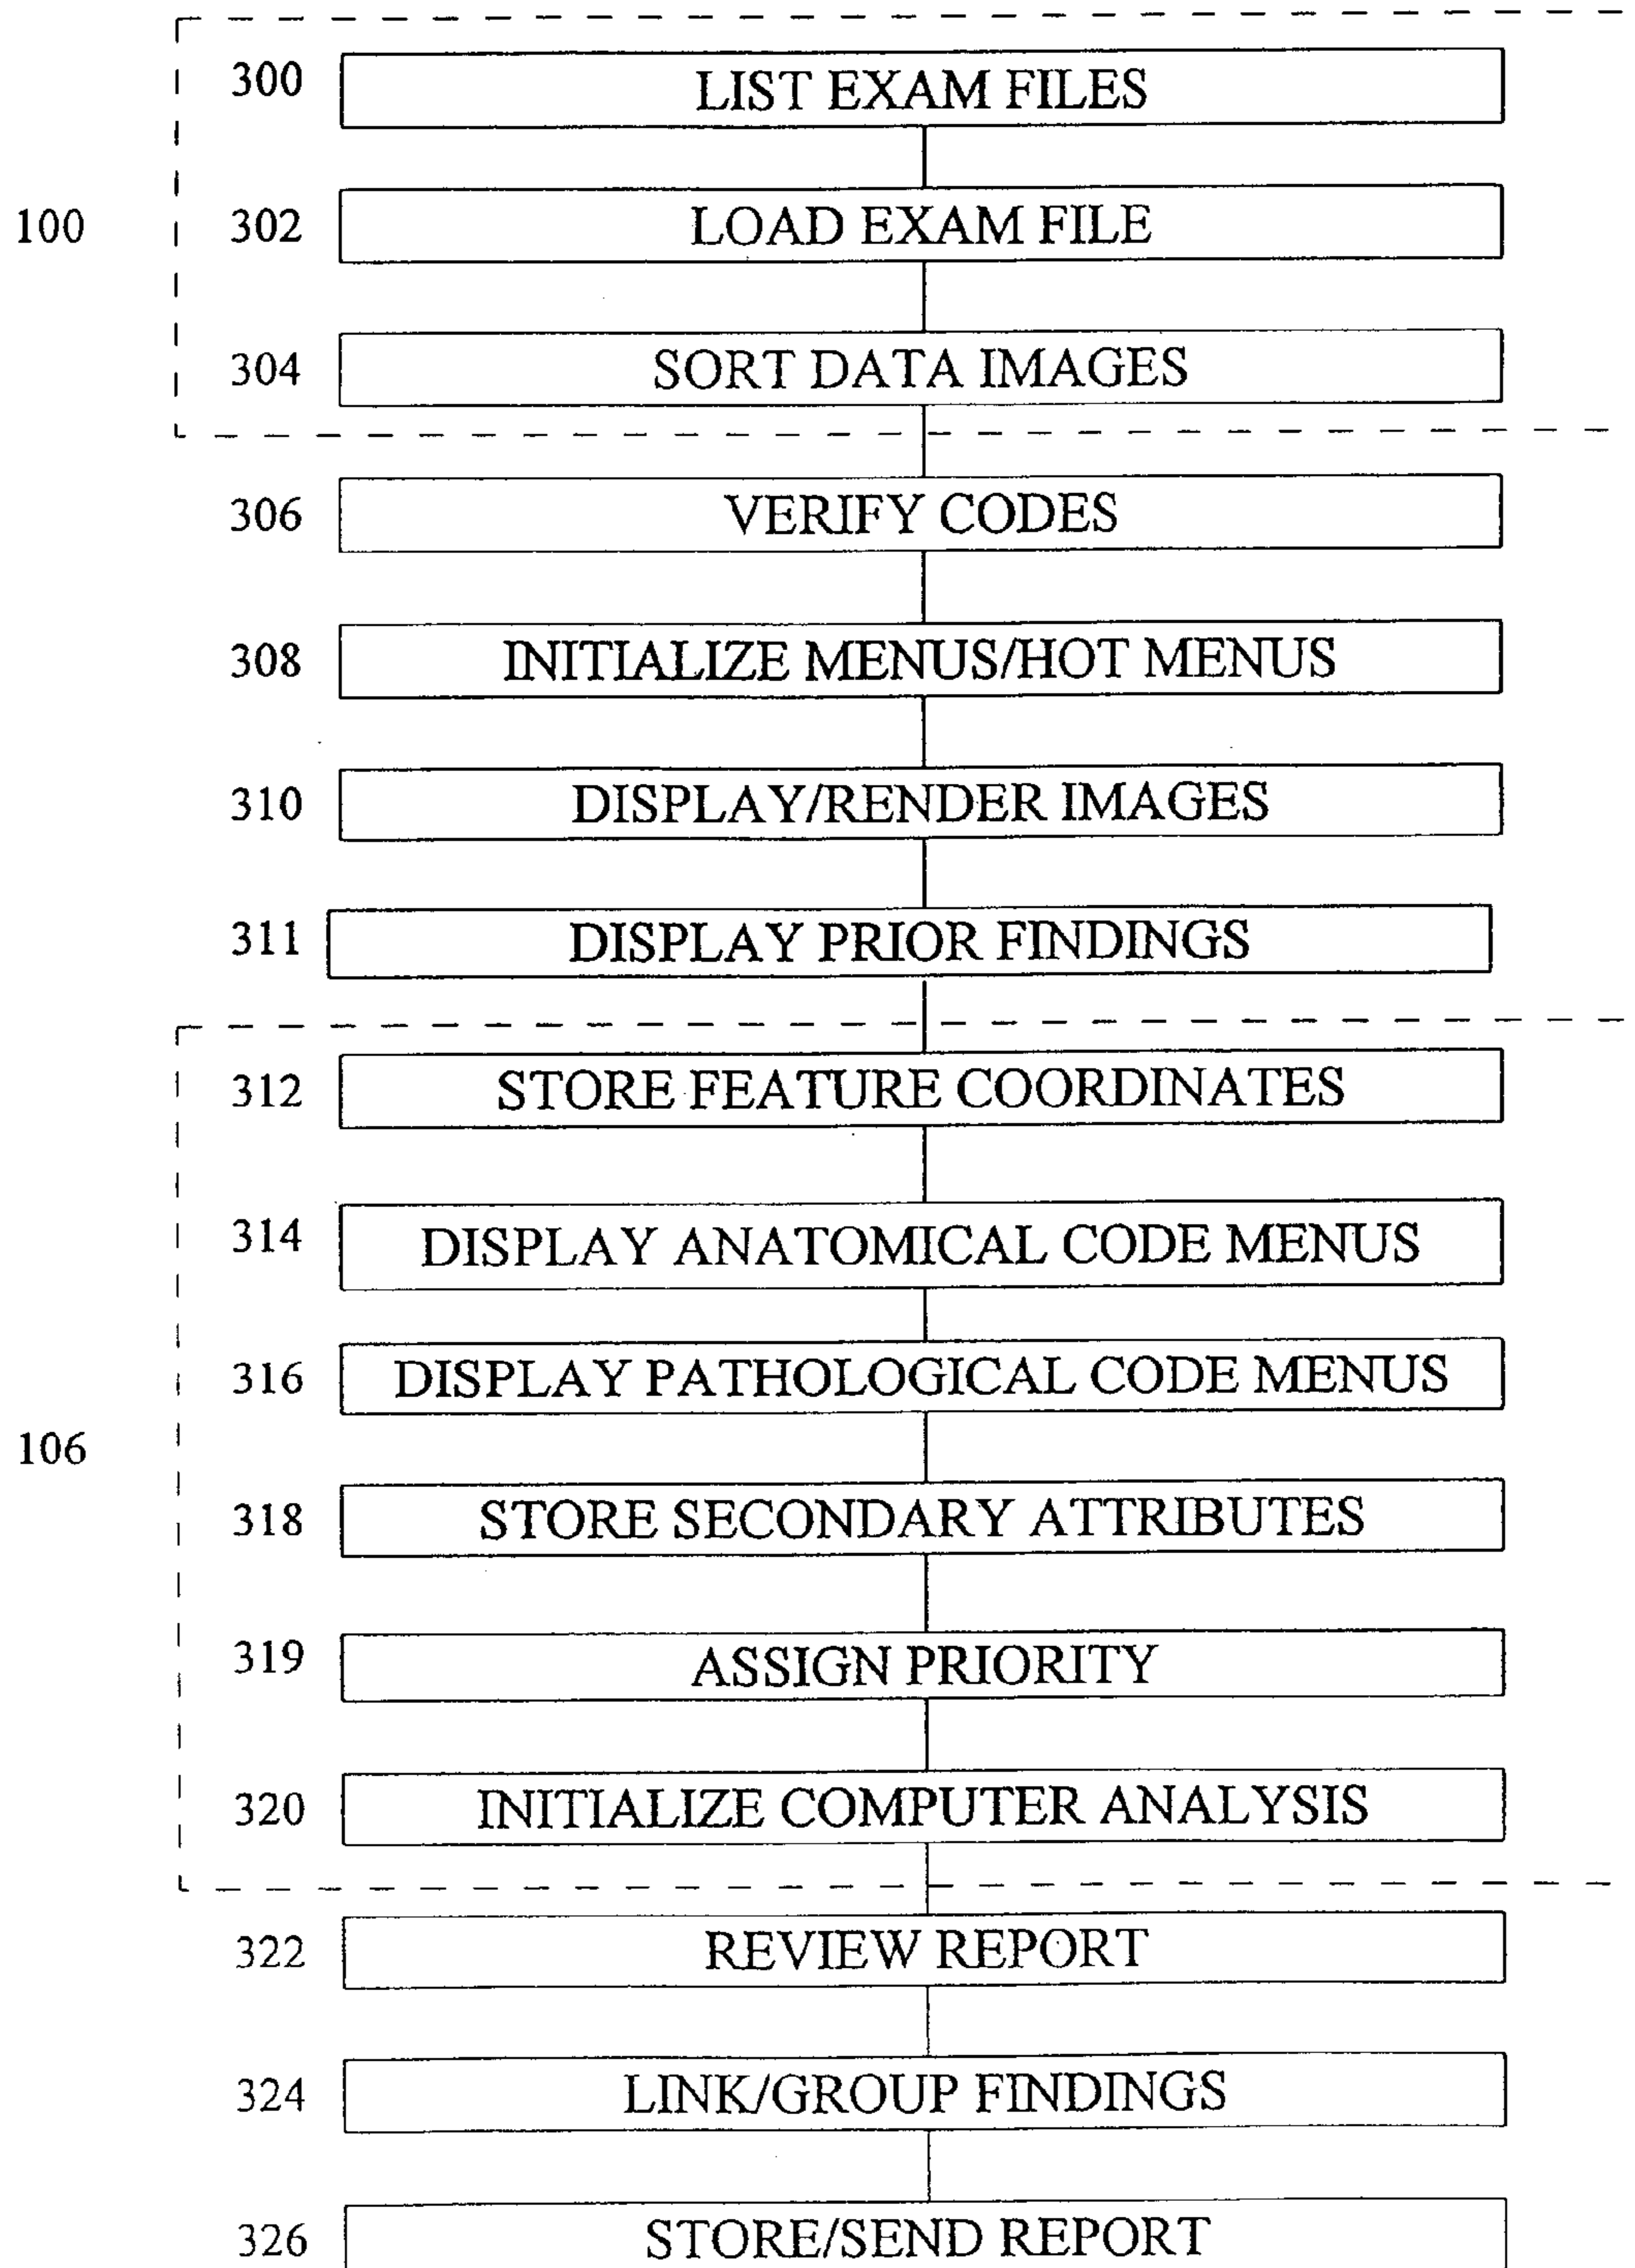 300 LIST EXAM FILES
100 302 LOAD EXAM FILE
304 SORT DATA IMAGES
306 VERIFY CODES
308 INITIALIZE MENUS/HOT MENUS
310 DISPLAY/RENDER IMAGES
311 DISPLAY PRIOR FINDINGS
312 STORE FEATURE COORDINATES
314 DISPLAY ANATOMICAL CODE MENUS
316 DISPLAY PATHOLOGICAL CODE MENUS
106
318 STORE SECONDARY ATTRIBUTES
319 ASSIGN PRIORITY
320 INITIALIZE COMPUTER ANALYSIS
322 REVIEW REPORT
324 LINK/GROUP FINDINGS
326 STORE/SEND REPORT